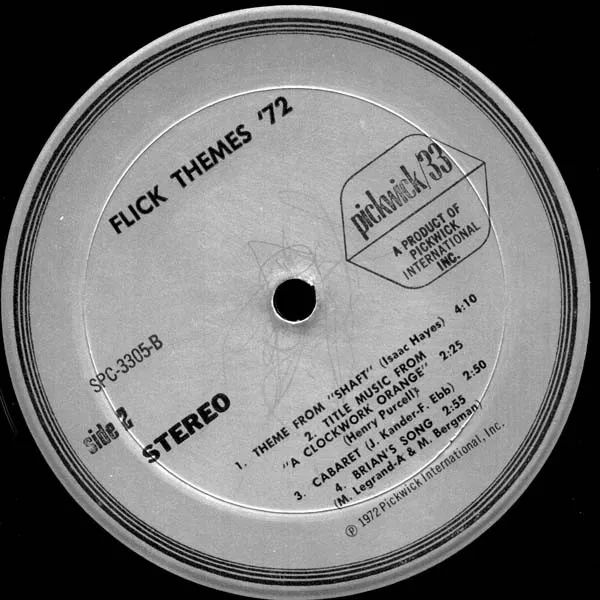 FLICK THEMES '72
pickwick/33
A PRODUCT OF
PICKWICK
INTERNATIONAL
INC.
SPC-3305-B
side 2
STEREO
1. THEME FROM "SHAFT" (Isaac Hayes) 4:10
2. TITLE MUSIC FROM
"A CLOCKWORK ORANGE" 2:25
(Henry Purcell)
3. CABARET (J. Kander-F. Ebb) 2:50
4. BRIAN'S SONG 2:55
(M. Legrand-A & M. Bergman)
℗ 1972 Pickwick International, Inc.